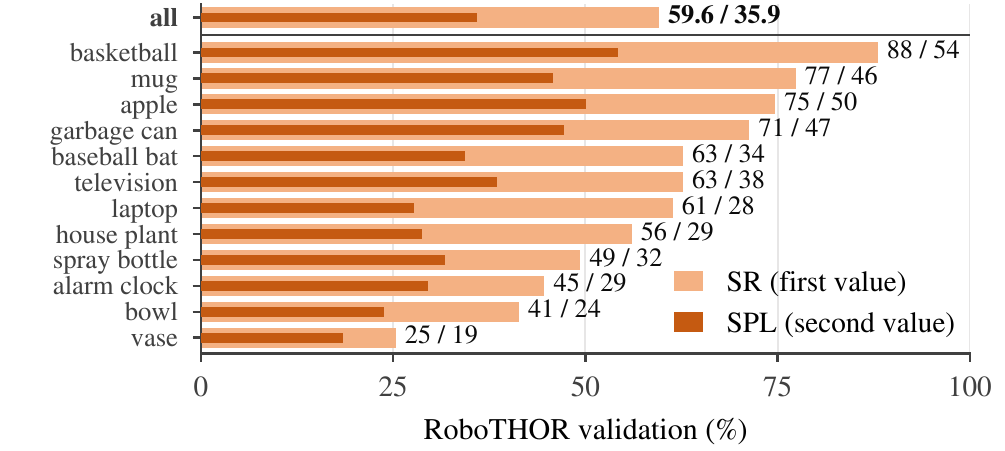 all 59.6 / 35.9
basketball 88 / 54
mug 77 / 46
apple 75 / 50
garbage can 71 / 47
baseball bat 63 / 34
television 63 / 38
laptop 61 / 28
house plant 56 / 29
spray bottle 49 / 32
alarm clock 45 / 29
SR (first value)
bowl 41 / 24
SPL (second value)
vase 25 / 19
0 25 50 75 100
RoboTHOR validation (%)